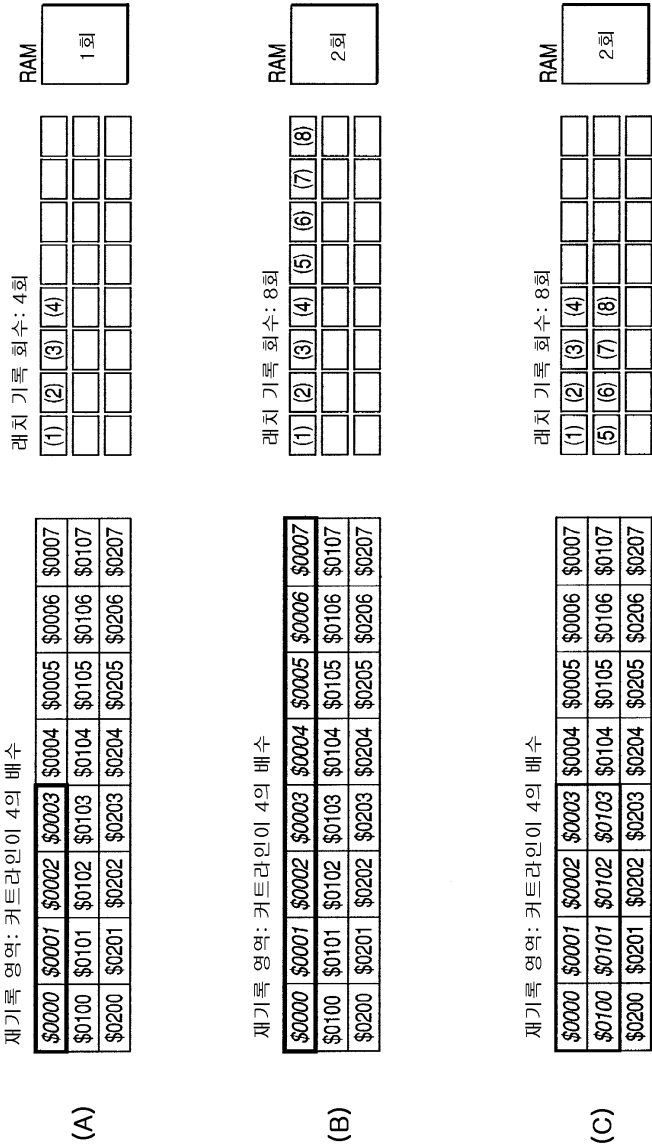 (A)
재기록 영역: 커트라인이 4의 배수
$0000 $0001 $0002 $0003 $0004 $0005 $0006 $0007
$0100 $0101 $0102 $0103 $0104 $0105 $0106 $0107
$0200 $0201 $0202 $0203 $0204 $0205 $0206 $0207
래치 기록 회수: 4회
(1) (2) (3) (4)
RAM
1회
(B)
재기록 영역: 커트라인이 4의 배수
$0000 $0001 $0002 $0003 $0004 $0005 $0006 $0007
$0100 $0101 $0102 $0103 $0104 $0105 $0106 $0107
$0200 $0201 $0202 $0203 $0204 $0205 $0206 $0207
래치 기록 회수: 8회
(1) (2) (3) (4) (5) (6) (7) (8)
RAM
2회
(C)
재기록 영역: 커트라인이 4의 배수
$0000 $0001 $0002 $0003 $0004 $0005 $0006 $0007
$0100 $0101 $0102 $0103 $0104 $0105 $0106 $0107
$0200 $0201 $0202 $0203 $0204 $0205 $0206 $0207
래치 기록 회수: 8회
(1) (2) (3) (4)
(5) (6) (7) (8)
RAM
2회